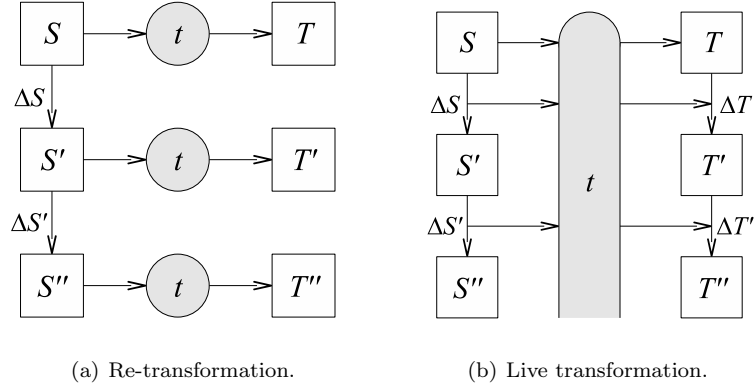 S t T S t T
ΔS ΔS ΔT
S′ t T′ S′ t T′
ΔS′ ΔS′ ΔT′
S″ t T″ S″ T″
(a) Re-transformation. (b) Live transformation.